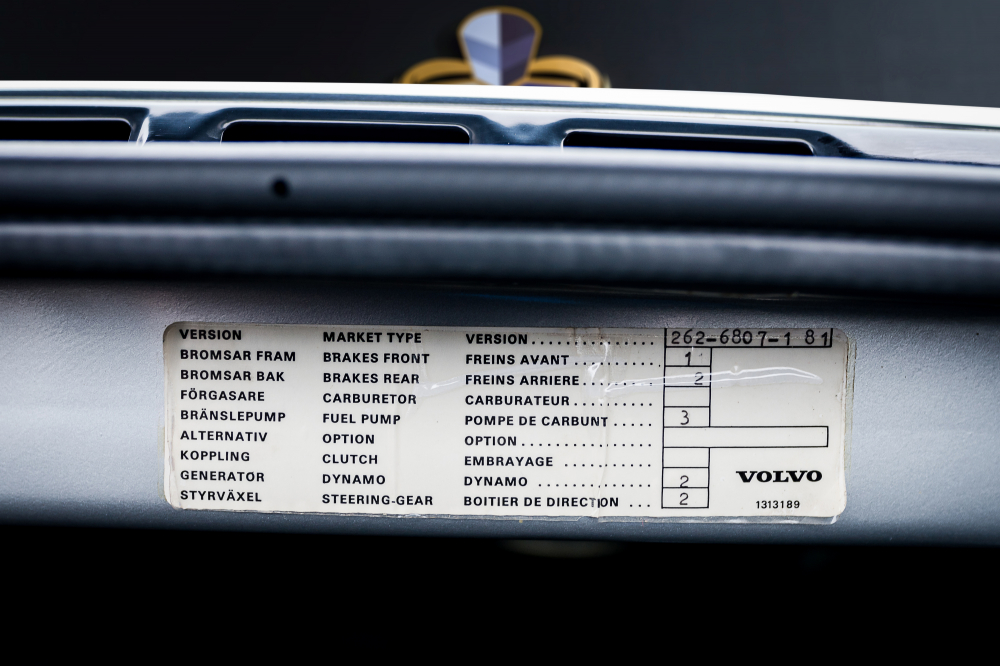 VERSION MARKET TYPE VERSION............ 262-6807-1 81
BROMSAR FRAM BRAKES FRONT FREINS AVANT ............ 1
BROMSAR BAK BRAKES REAR FREINS ARRIERE........... 2
FÖRGASARE CARBURETOR CARBURATEUR...........
BRÄNSLEPUMP FUEL PUMP POMPE DE CARBUNT ..... 3
ALTERNATIV OPTION OPTION.................
KOPPLING CLUTCH EMBRAYAGE ............
GENERATOR DYNAMO DYNAMO ............... 2
STYRVÄXEL STEERING-GEAR BOITIER DE DIRECTION ... 2
VOLVO
1313189